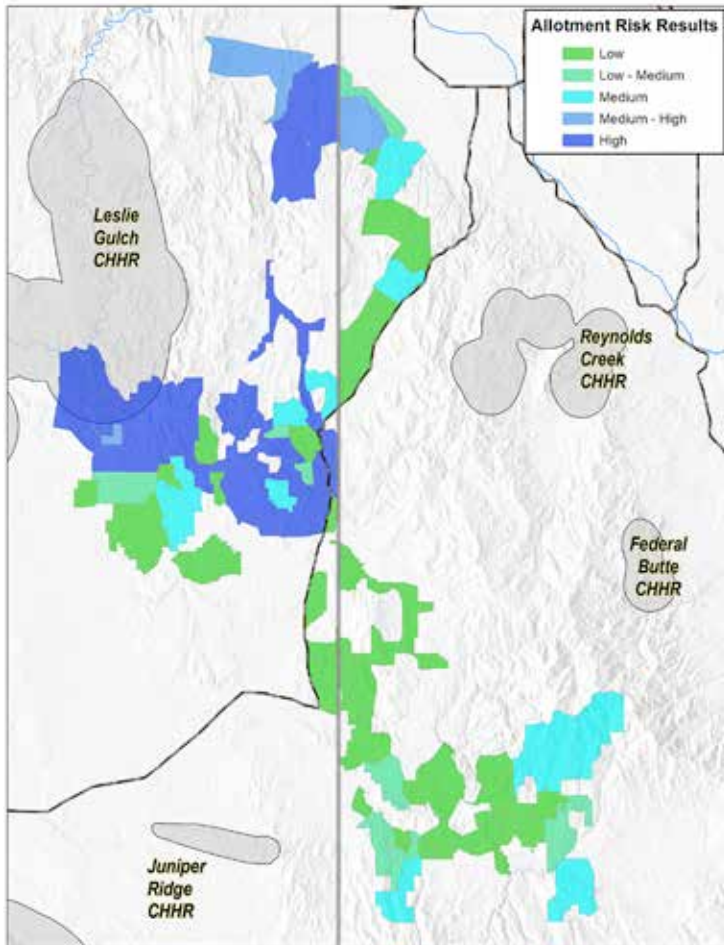 Allotment Risk Results
Low
Low - Medium
Medium
Medium - High
High
Leslie
Gulch
CHHR
Reynolds
Creek
CHHR
Federal
Butte
CHHR
Juniper
Ridge
CHHR